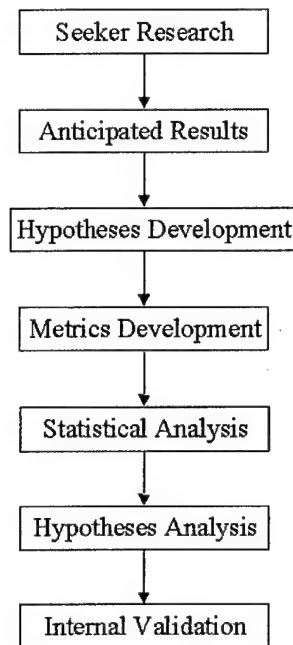 Seeker Research
Anticipated Results
Hypotheses Development
Metrics Development
Statistical Analysis
Hypotheses Analysis
Internal Validation